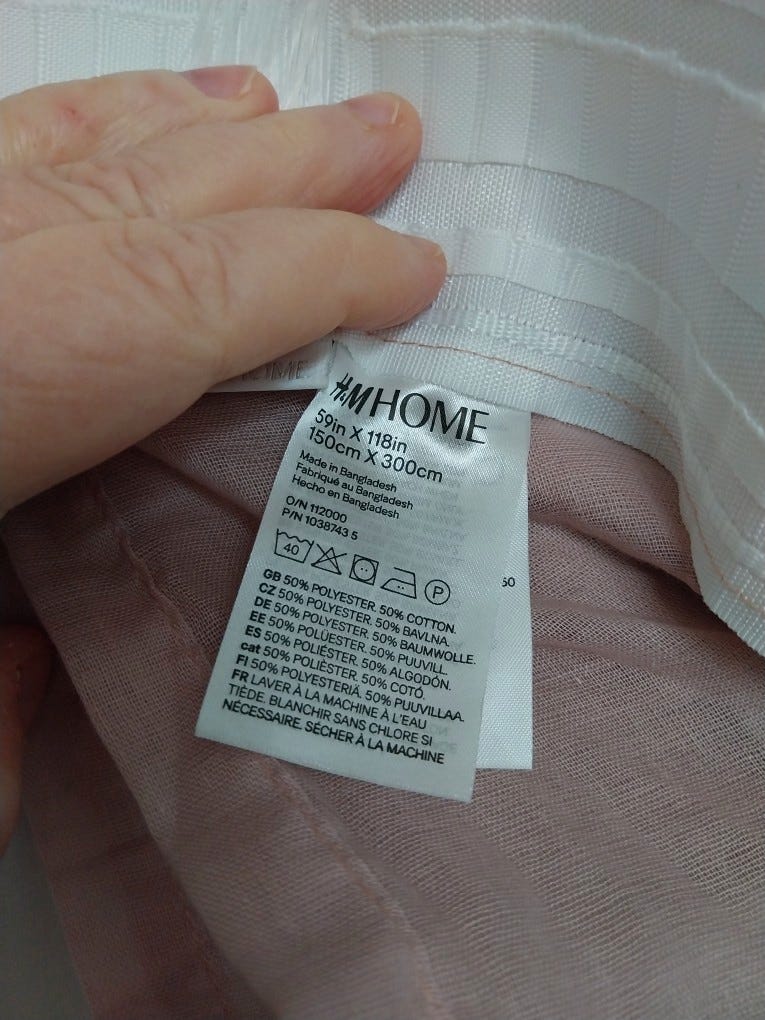 H&M HOME
59in X 118in
150cm X 300cm
Made in Bangladesh
Fabriqué au Bangladesh
Hecho en Bangladesh
O/N 112000
P/N 1038743 5
40 P
GB 50% POLYESTER. 50% COTTON.
CZ 50% POLYESTER. 50% BAVLNA.
DE 50% POLYESTER. 50% BAUMWOLLE.
EE 50% POLÜESTER. 50% PUUVILL.
ES 50% POLIÉSTER. 50% ALGODÓN.
cat 50% POLIÈSTER. 50% COTÓ.
FI 50% POLYESTERIÄ. 50% PUUVILLAA.
FR LAVER À LA MACHINE À L'EAU
TIÈDE. BLANCHIR SANS CHLORE SI
NÉCESSAIRE. SÉCHER À LA MACHINE
50